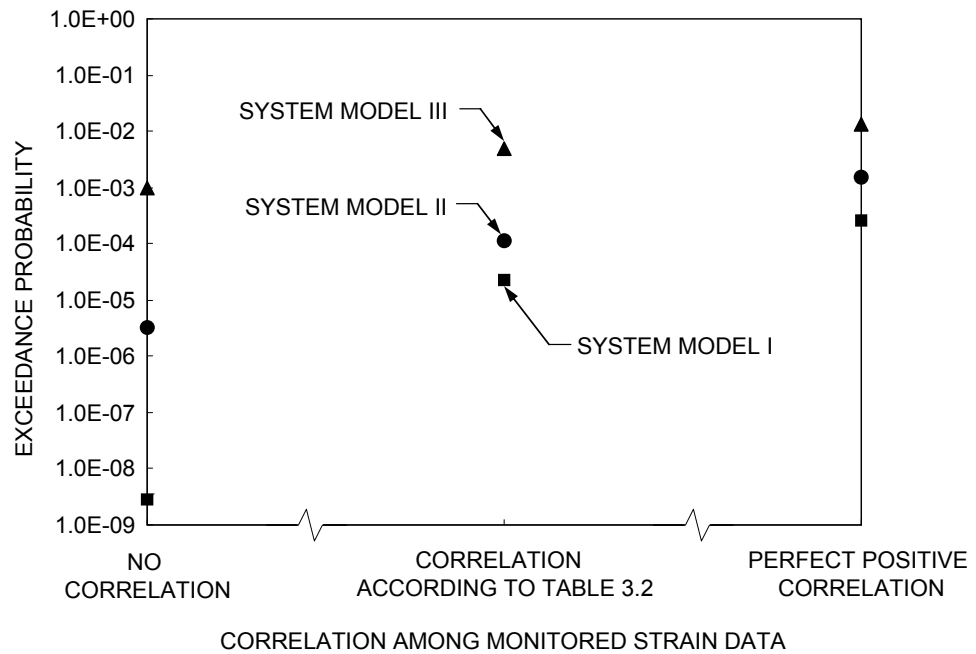 1.0E+00
1.0E-01
1.0E-02
1.0E-03
1.0E-04
1.0E-05
1.0E-06
1.0E-07
1.0E-08
1.0E-09
EXCEEDANCE PROBABILITY
SYSTEM MODEL III
SYSTEM MODEL II
SYSTEM MODEL I
NO
CORRELATION
CORRELATION
ACCORDING TO TABLE 3.2
PERFECT POSITIVE
CORRELATION
CORRELATION AMONG MONITORED STRAIN DATA